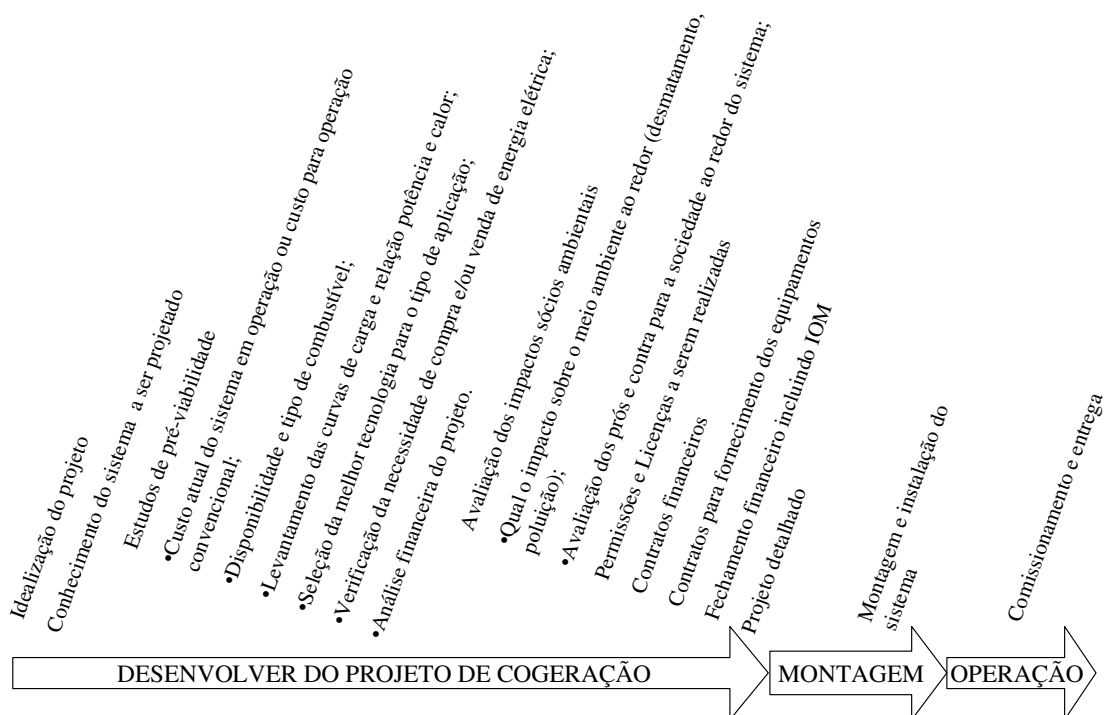 Idealização do projeto
Conhecimento do sistema a ser projetado
Estudos de pré-viabilidade
•Custo atual do sistema em operação ou custo para operação
convencional;
•Disponibilidade e tipo de combustível;
•Levantamento das curvas de carga e relação potência e calor;
•Seleção da melhor tecnologia para o tipo de aplicação;
•Verificação da necessidade de compra e/ou venda de energia elétrica;
•Análise financeira do projeto.
Avaliação dos impactos sócios ambientais
•Qual o impacto sobre o meio ambiente ao redor (desmatamento,
poluição);
•Avaliação dos prós e contra para a sociedade ao redor do sistema;
Permissões e Licenças a serem realizadas
Contratos financeiros
Contratos para fornecimento dos equipamentos
Fechamento financeiro incluindo IOM
Projeto detalhado
Montagem e instalação do
sistema
Comissionamento e entrega
DESENVOLVER DO PROJETO DE COGERAÇÃO
MONTAGEM
OPERAÇÃO